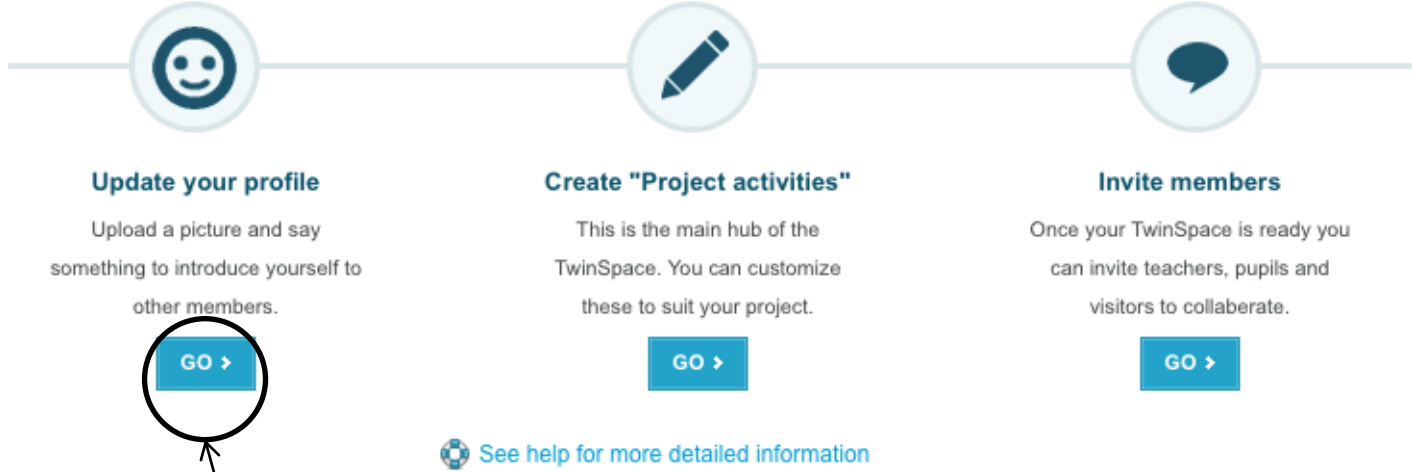 Update your profile
Upload a picture and say
something to introduce yourself to
other members.
GO >
Create "Project activities"
This is the main hub of the
TwinSpace. You can customize
these to suit your project.
GO >
Invite members
Once your TwinSpace is ready you
can invite teachers, pupils and
visitors to collaberate.
GO >
See help for more detailed information